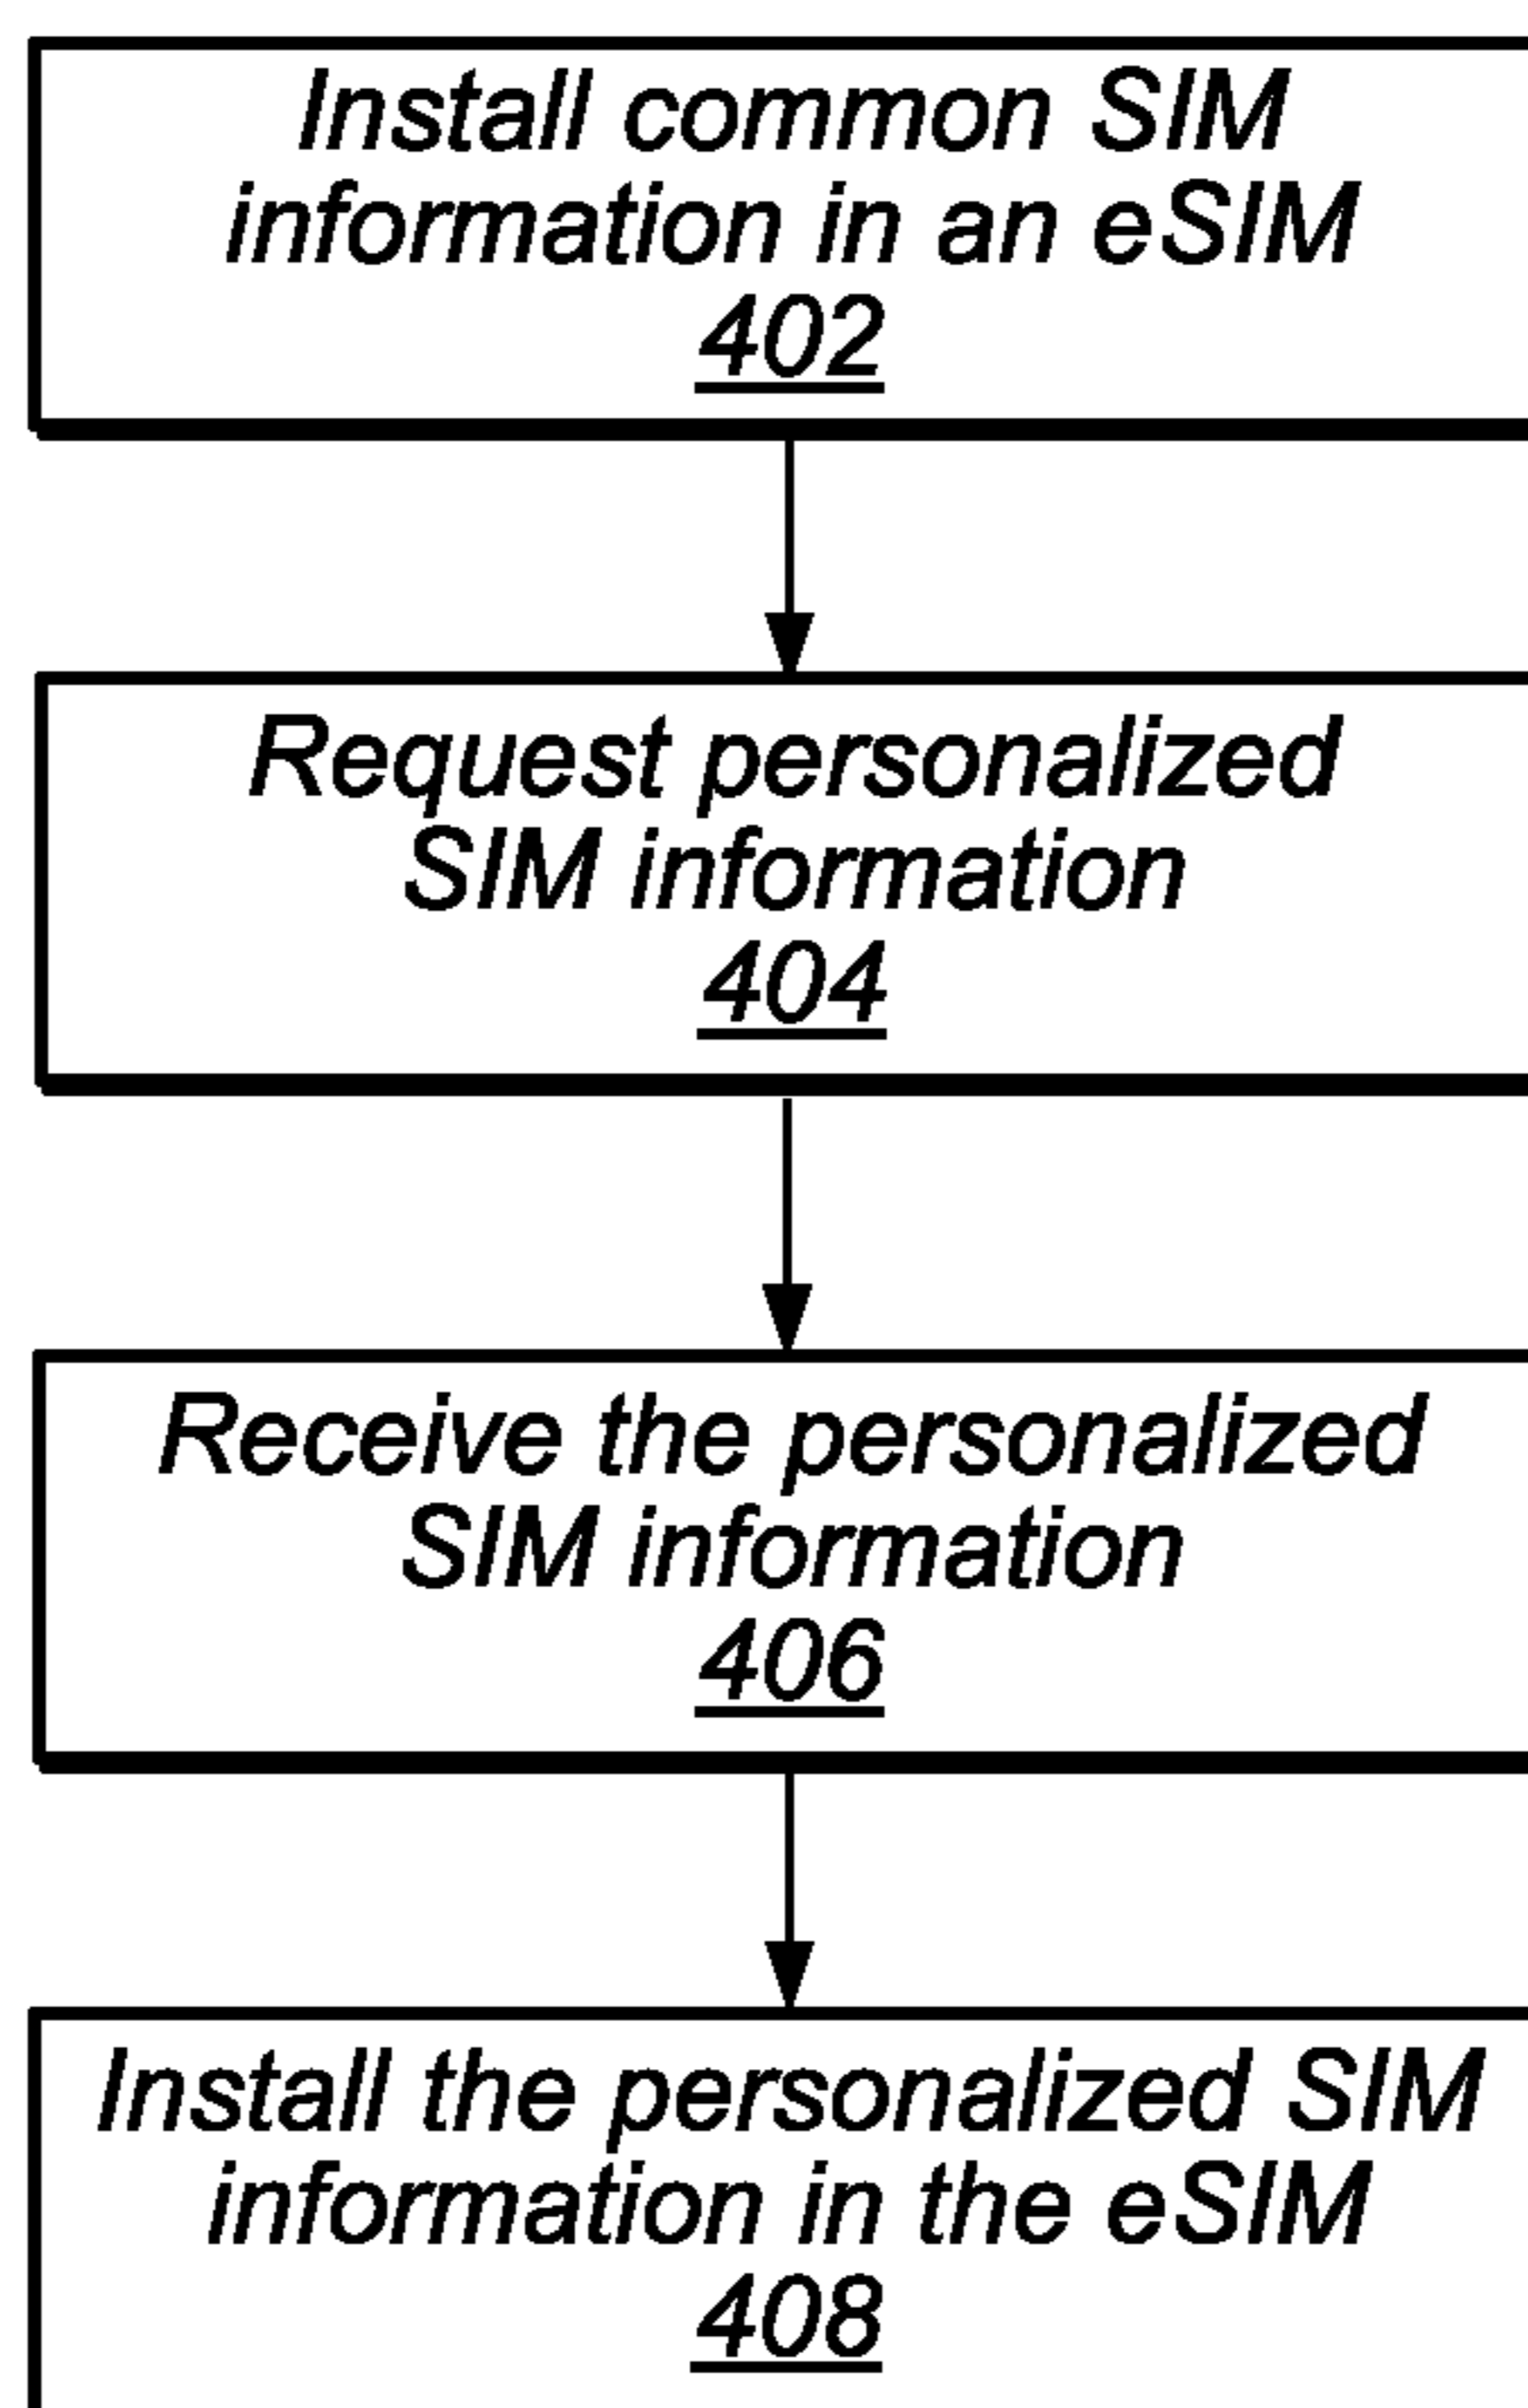 Install common SIM
information in an eSIM
402
Request personalized
SIM information
404
Receive the personalized
SIM information
406
Install the personalized SIM
information in the eSIM
408